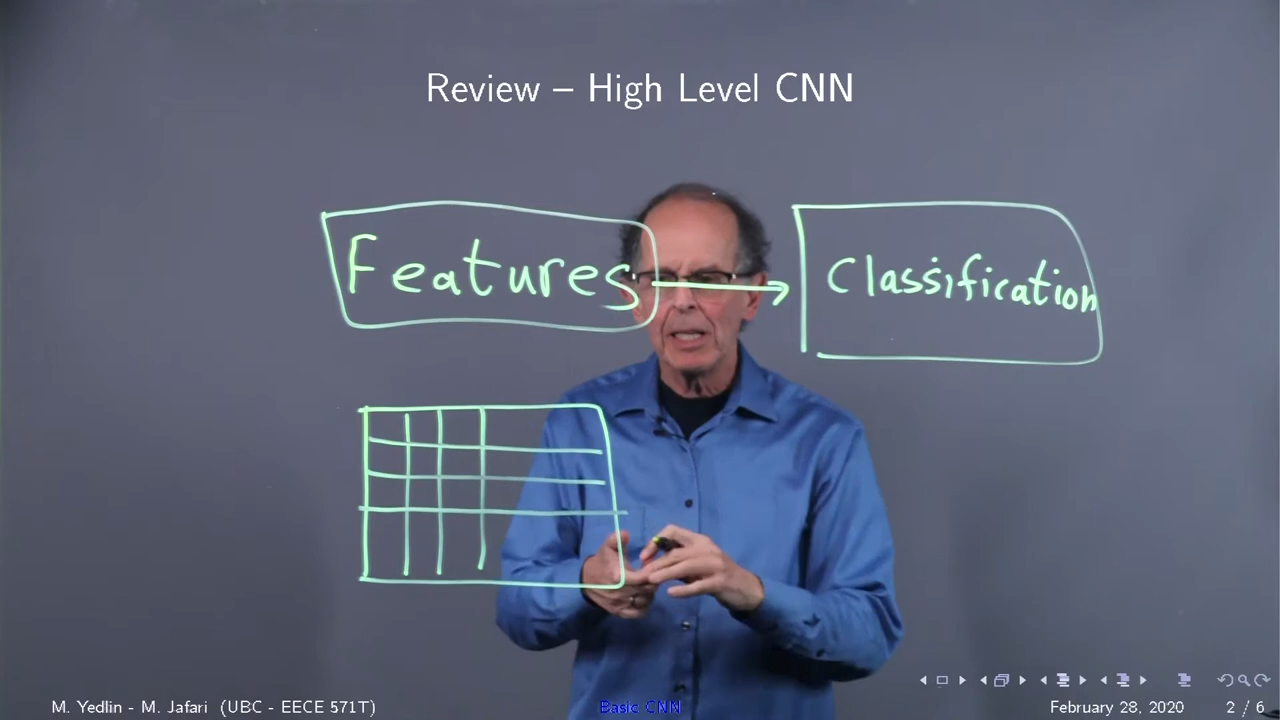 Review – High Level CNN
Features
Classification
M. Yedlin - M. Jafari (UBC - EECE 571T)
Basic CNN
February 28, 2020
2 / 6